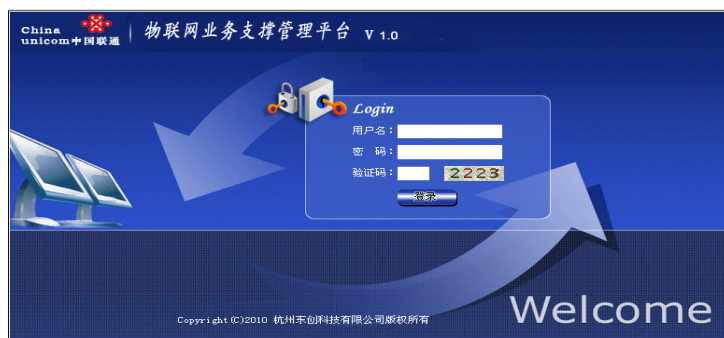 China
unicom中国联通
物联网业务支撑管理平台 V 1.0
Login
用户名：
密 码：
验证码： 2223
登录
Welcome
Copyright (C)2010 杭州东创科技有限公司版权所有